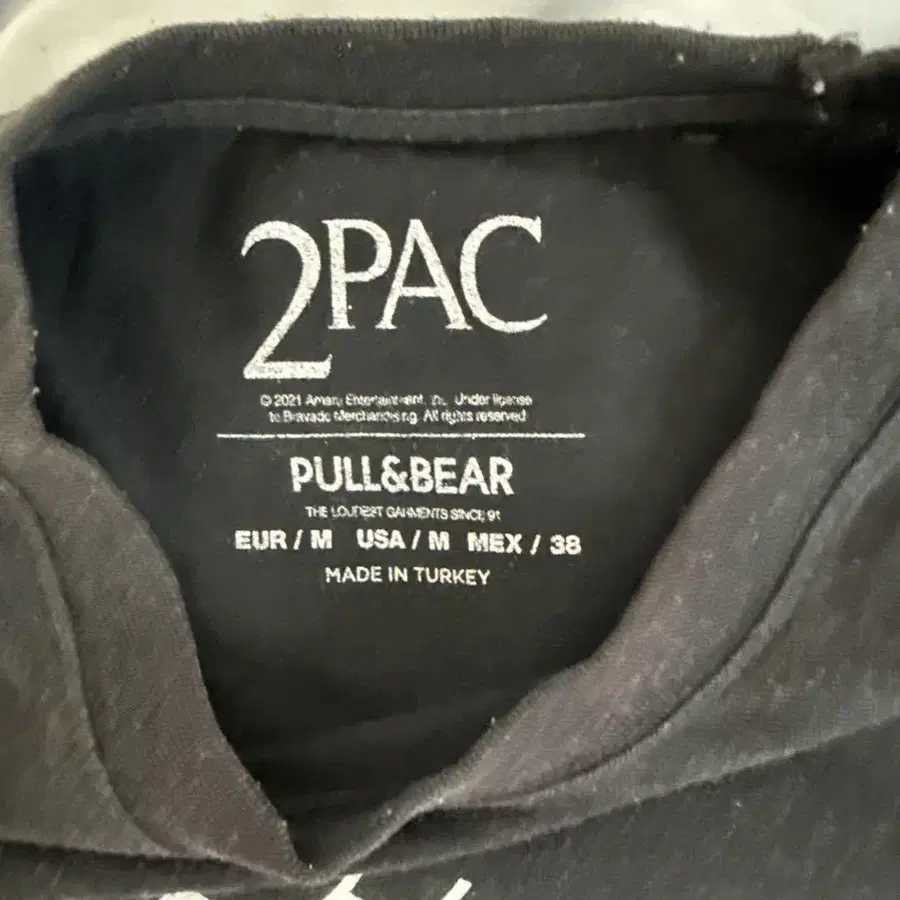 2PAC
© 2021 Amaru Entertainment, Inc. Under license
to Bravado Merchandising. All rights reserved
PULL&BEAR
THE LOUDEST GARMENTS SINCE 91
EUR / M USA / M MEX / 38
MADE IN TURKEY